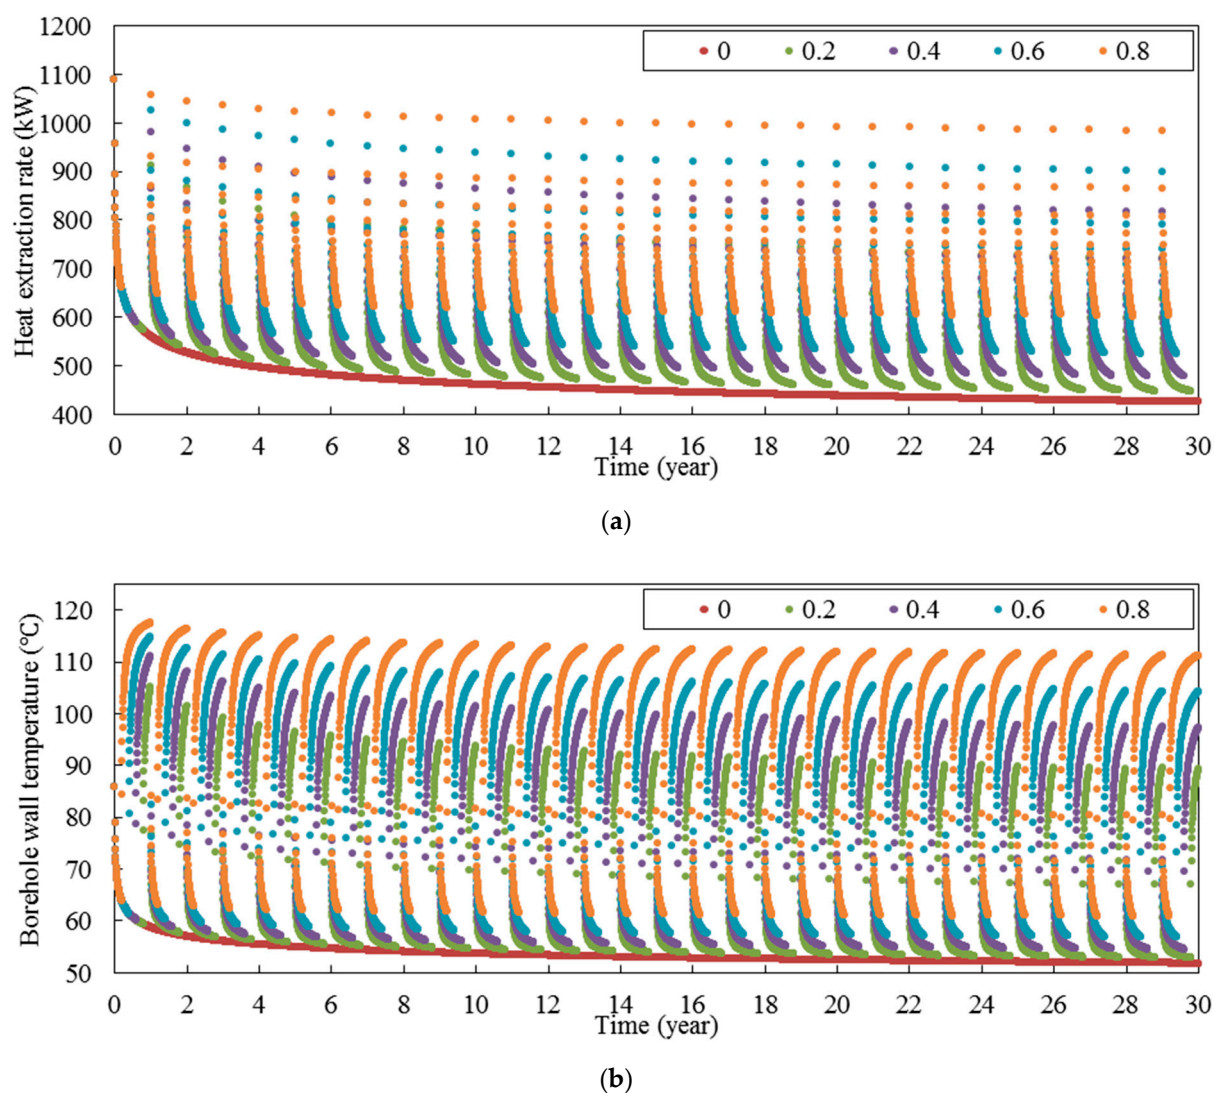 1200
1100
1000
900
800
700
600
500
400
Heat extraction rate (kW)
0 0.2 0.4 0.6 0.8
0 2 4 6 8 10 12 14 16 18 20 22 24 26 28 30
Time (year)
(a)
120
110
100
90
80
70
60
50
Borehole wall temperature (°C)
0 0.2 0.4 0.6 0.8
0 2 4 6 8 10 12 14 16 18 20 22 24 26 28 30
Time (year)
(b)